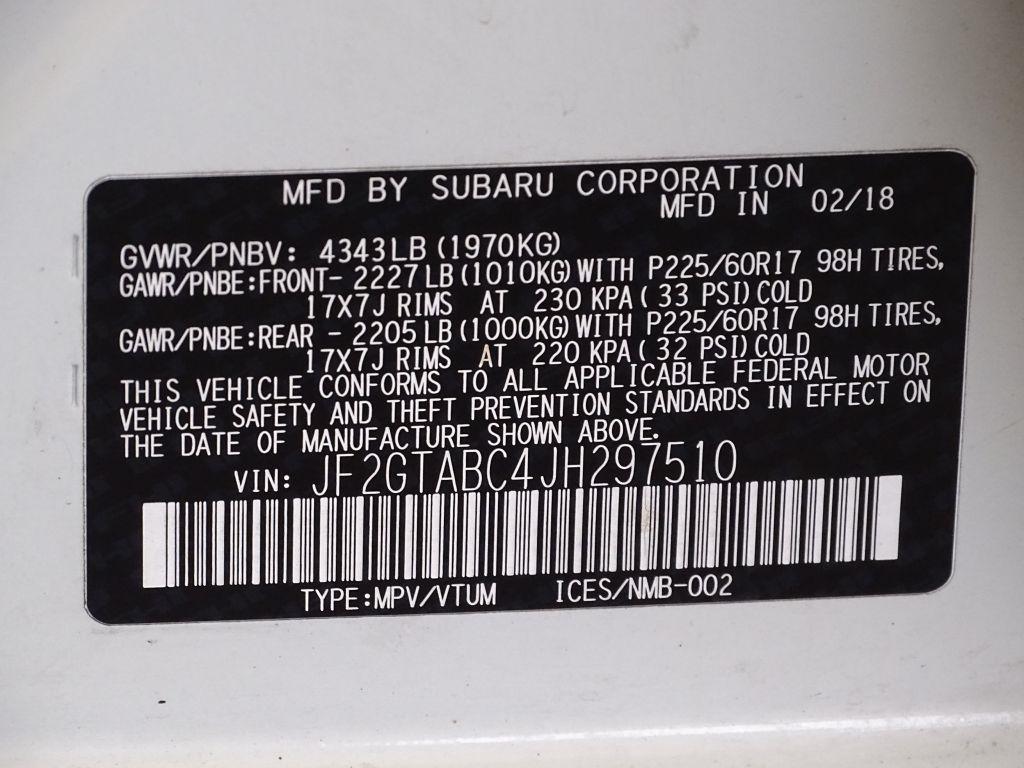 MFD BY SUBARU CORPORATION
MFD IN 02/18
GVWR/PNBV: 4343LB (1970KG)
GAWR/PNBE:FRONT- 2227LB (1010KG) WITH P225/60R17 98H TIRES,
17X7J RIMS AT 230 KPA ( 33 PSI) COLD
GAWR/PNBE:REAR - 2205LB (1000KG) WITH P225/60R17 98H TIRES,
17X7J RIMS AT 220 KPA ( 32 PSI) COLD
THIS VEHICLE CONFORMS TO ALL APPLICABLE FEDERAL MOTOR
VEHICLE SAFETY AND THEFT PREVENTION STANDARDS IN EFFECT ON
THE DATE OF MANUFACTURE SHOWN ABOVE.
VIN: JF2GTABC4JH297510
TYPE:MPV/VTUM ICES/NMB-002